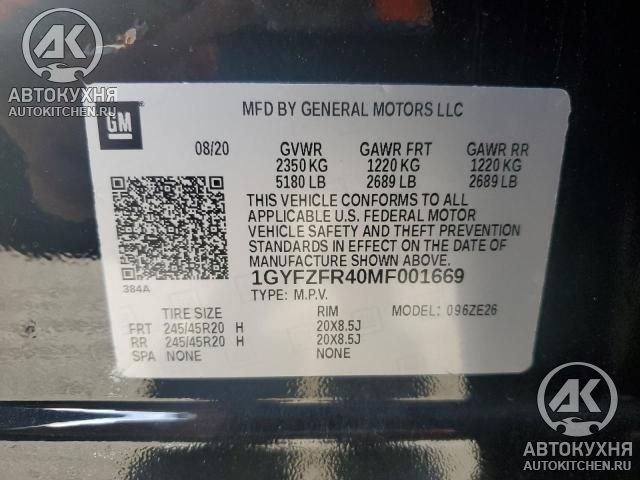 AK
АВТОКУХНЯ
AUTOKITCHEN.RU
GM
MFD BY GENERAL MOTORS LLC
08/20 GVWR GAWR FRT GAWR RR
2350 KG 1220 KG 1220 KG
5180 LB 2689 LB 2689 LB
THIS VEHICLE CONFORMS TO ALL
APPLICABLE U.S. FEDERAL MOTOR
VEHICLE SAFETY AND THEFT PREVENTION
STANDARDS IN EFFECT ON THE DATE OF
MANUFACTURE SHOWN ABOVE.
384A
1GYFZFR40MF001669
TYPE: M.P.V.
TIRE SIZE RIM MODEL: 096ZE26
FRT 245/45R20 H 20X8.5J
RR 245/45R20 H 20X8.5J
SPA NONE NONE
AK
АВТОКУХНЯ
AUTOKITCHEN.RU